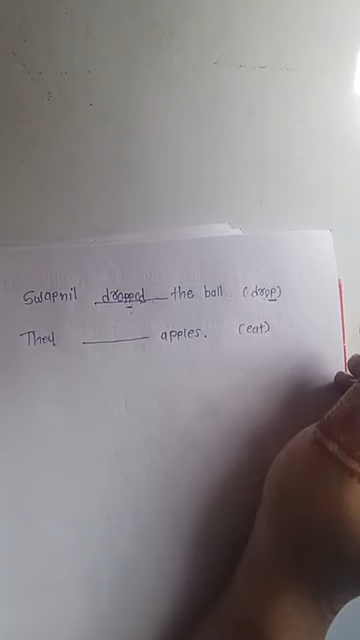 Swapnil dropped the ball. (drop)
They ______ apples. (eat)